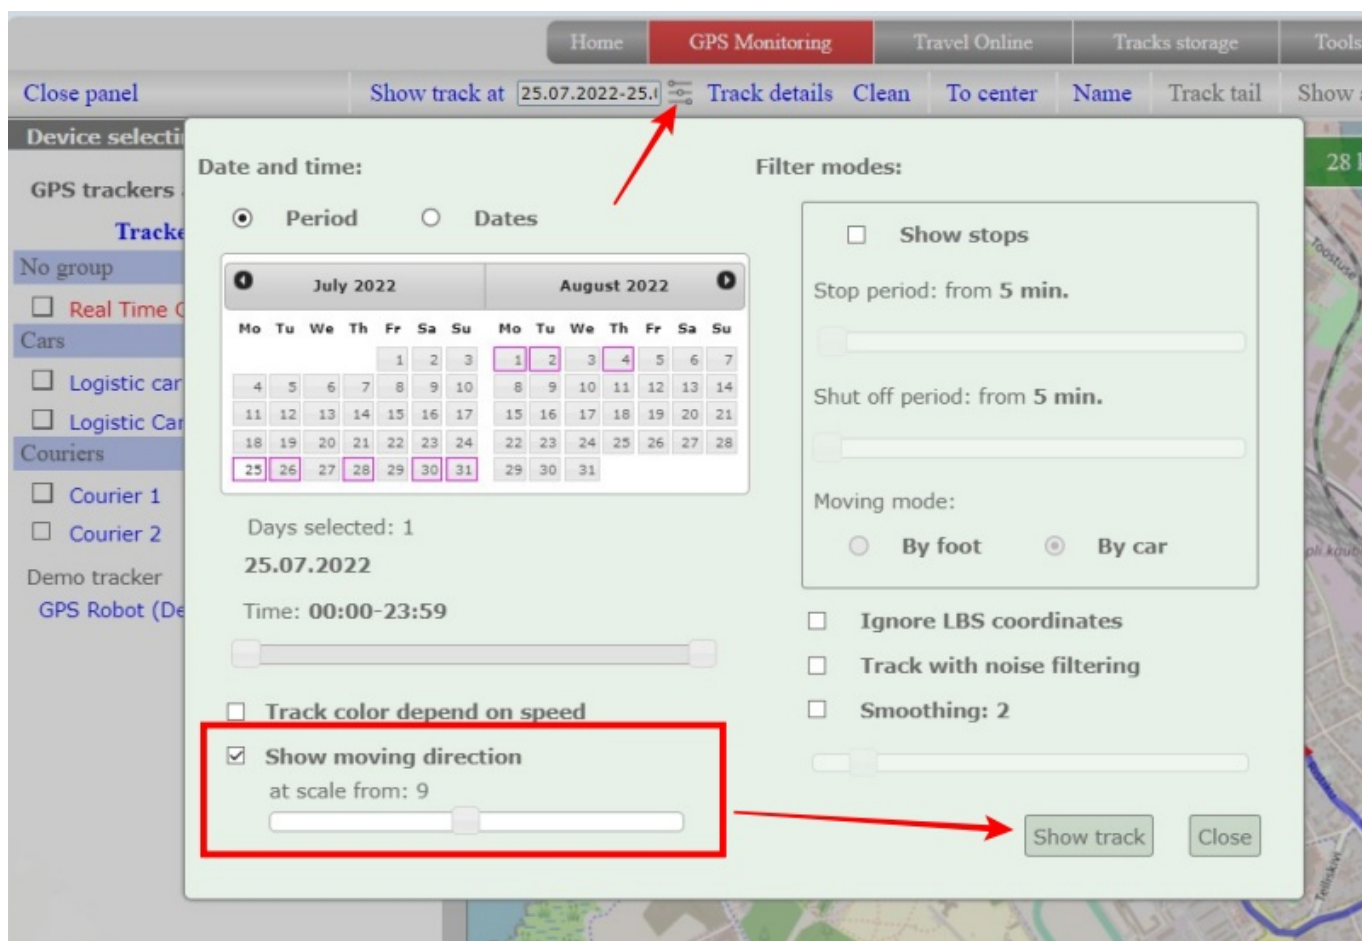 Home GPS Monitoring Travel Online Tracks storage Tools
Close panel Show track at 25.07.2022-25. Track details Clean To center Name Track tail Show
Device selecti
GPS trackers
Tracke
No group
Real Time
Cars
Logistic car
Logistic Car
Couriers
Courier 1
Courier 2
Demo tracker
GPS Robot (De
Date and time:
Period Dates
July 2022 August 2022
Mo Tu We Th Fr Sa Su Mo Tu We Th Fr Sa Su
1 2 3 1 2 3 4 5 6 7
4 5 6 7 8 9 10 8 9 10 11 12 13 14
11 12 13 14 15 16 17 15 16 17 18 19 20 21
18 19 20 21 22 23 24 22 23 24 25 26 27 28
25 26 27 28 29 30 31 29 30 31
Days selected: 1
25.07.2022
Time: 00:00-23:59
Track color depend on speed
Show moving direction
at scale from: 9
Filter modes:
Show stops
Stop period: from 5 min.
Shut off period: from 5 min.
Moving mode:
By foot By car
Ignore LBS coordinates
Track with noise filtering
Smoothing: 2
Show track Close
28
Toostuse
Ristiku
Telliskivi